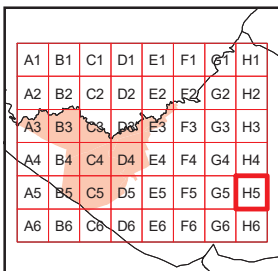 A1 B1 C1 D1 E1 F1 G1 H1
A2 B2 C2 D2 E2 F2 G2 H2
A3 B3 C3 D3 E3 F3 G3 H3
A4 B4 C4 D4 E4 F4 G4 H4
A5 B5 C5 D5 E5 F5 G5 H5
A6 B6 C6 D6 E6 F6 G6 H6